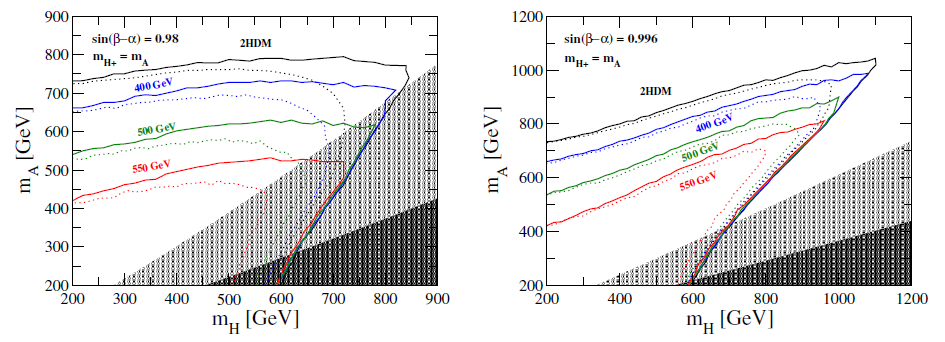 sin(β−α) = 0.98
m_H+ = m_A
2HDM
400 GeV
500 GeV
550 GeV
900
800
700
600
500
400
300
200
m_A [GeV]
200 300 400 500 600 700 800 900
m_H [GeV]
sin(β−α) = 0.996
m_H+ = m_A
2HDM
400 GeV
500 GeV
550 GeV
1200
1000
800
600
400
200
m_A [GeV]
200 400 600 800 1000 1200
m_H [GeV]